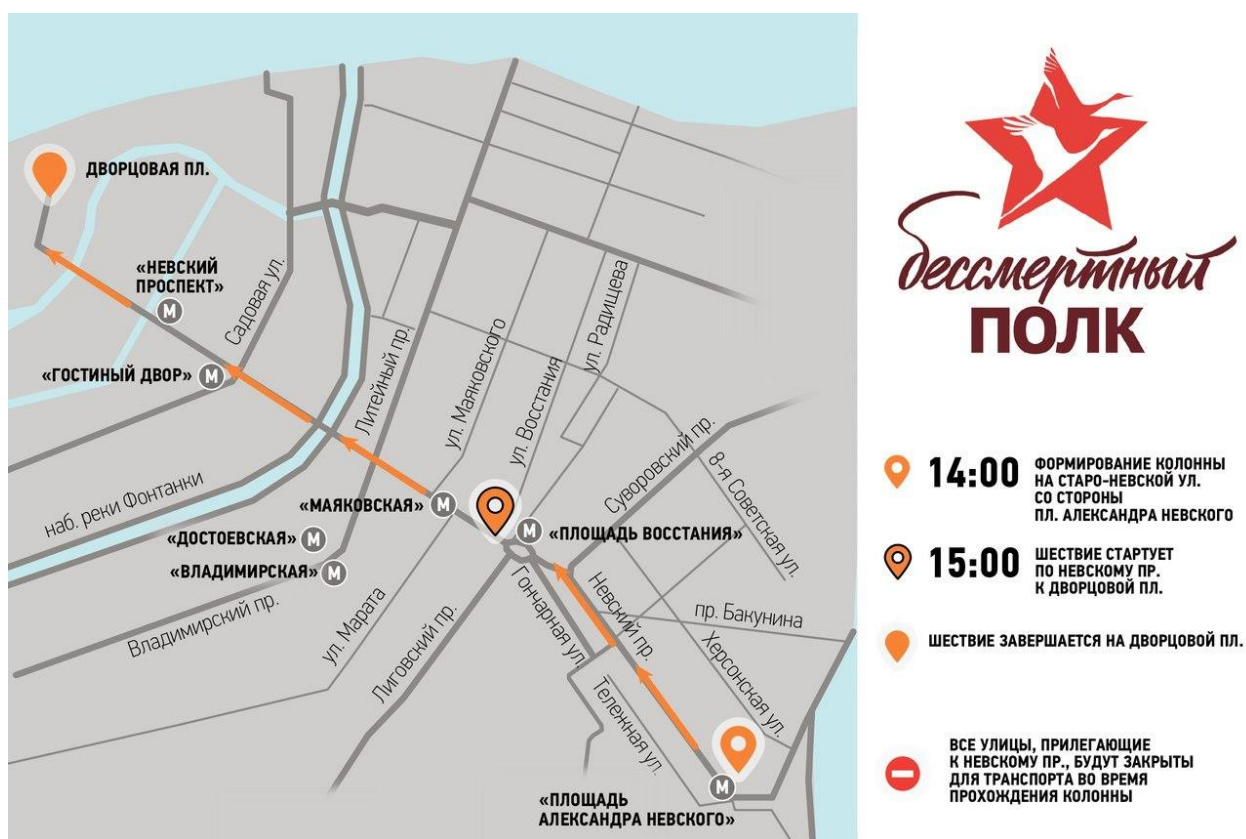 ДВОРЦОВАЯ ПЛ.
«НЕВСКИЙ
ПРОСПЕКТ»
М
Садовая ул.
«ГОСТИНЫЙ ДВОР»
М
Литейный пр.
ул. Маяковского
ул. Восстания
ул. Радищева
наб. реки Фонтанки
«МАЯКОВСКАЯ»
М
«ДОСТОЕВСКАЯ»
М
«ВЛАДИМИРСКАЯ»
М
М
«ПЛОЩАДЬ ВОССТАНИЯ»
Суворовский пр.
8-я Советская ул.
Владимирский пр.
ул. Марата
Лиговский пр.
Гончарная ул.
Невский пр.
пр. Бакунина
Херсонская ул.
Тележная ул.
М
«ПЛОЩАДЬ
АЛЕКСАНДРА НЕВСКОГО»
бессмертный
ПОЛК
14:00
ФОРМИРОВАНИЕ КОЛОННЫ
НА СТАРО-НЕВСКОЙ УЛ.
СО СТОРОНЫ
ПЛ. АЛЕКСАНДРА НЕВСКОГО
15:00
ШЕСТВИЕ СТАРТУЕТ
ПО НЕВСКОМУ ПР.
К ДВОРЦОВОЙ ПЛ.
ШЕСТВИЕ ЗАВЕРШАЕТСЯ НА ДВОРЦОВОЙ ПЛ.
ВСЕ УЛИЦЫ, ПРИЛЕГАЮЩИЕ
К НЕВСКОМУ ПР., БУДУТ ЗАКРЫТЫ
ДЛЯ ТРАНСПОРТА ВО ВРЕМЯ
ПРОХОЖДЕНИЯ КОЛОННЫ